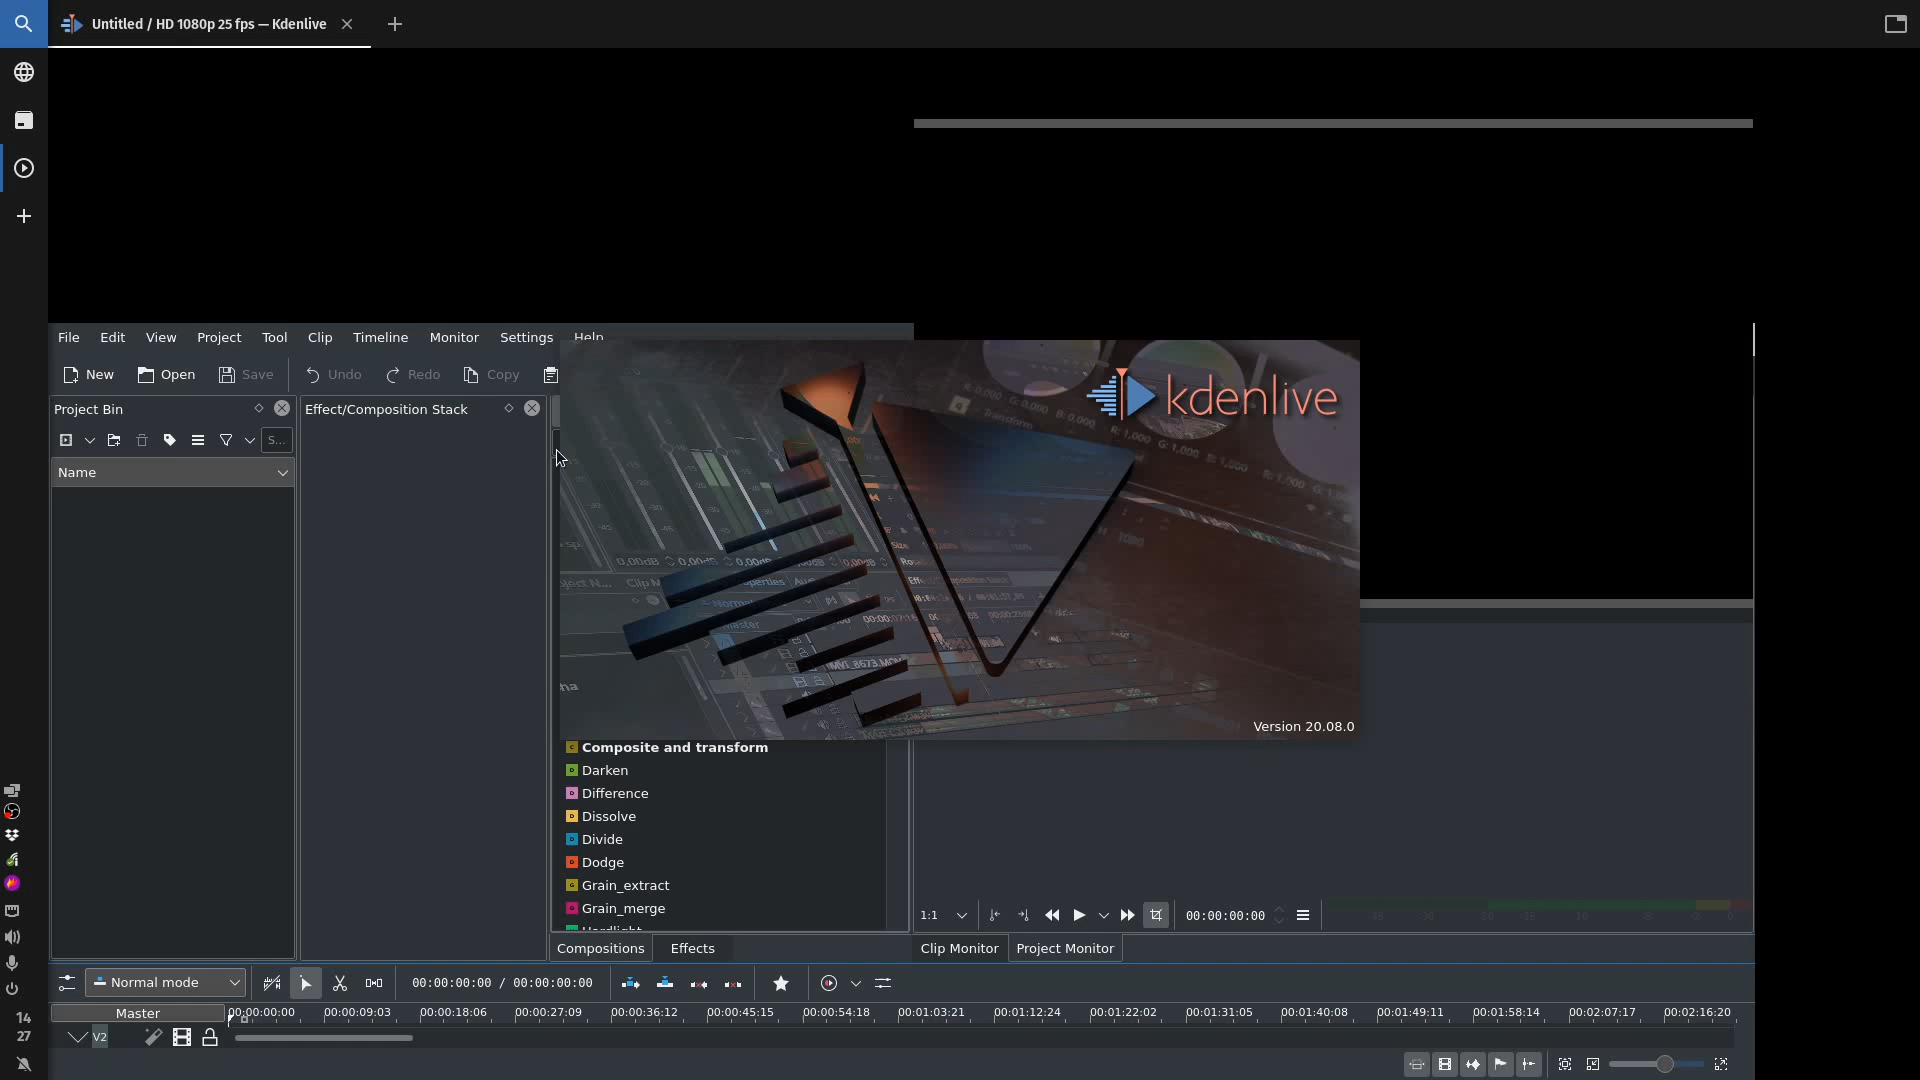 Untitled / HD 1080p 25 fps — Kdenlive
File Edit View Project Tool Clip Timeline Monitor Settings Help
New Open Save Undo Redo Copy
Project Bin
Effect/Composition Stack
S...
Name
kdenlive
Version 20.08.0
Composite and transform
Darken
Difference
Dissolve
Divide
Dodge
Grain_extract
Grain_merge
Hardlight
1:1
00:00:00:00
Compositions Effects
Clip Monitor Project Monitor
Normal mode
00:00:00:00 / 00:00:00:00
Master
00:00:00:00 00:00:09:03 00:00:18:06 00:00:27:09 00:00:36:12 00:00:45:15 00:00:54:18 00:01:03:21 00:01:12:24 00:01:22:02 00:01:31:05 00:01:40:08 00:01:49:11 00:01:58:14 00:02:07:17 00:02:16:20
V2
14
27